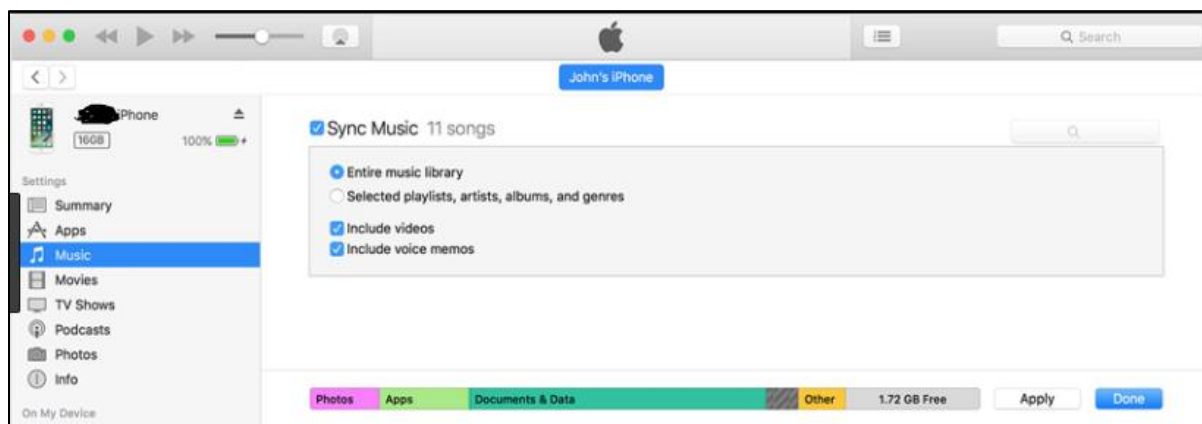 Search
John's iPhone
iPhone
16GB 100%
Sync Music 11 songs
Settings
Entire music library
Selected playlists, artists, albums, and genres
Summary
Apps
Include videos
Music
Include voice memos
Movies
TV Shows
Podcasts
Photos
Info
On My Device
Photos Apps Documents & Data Other 1.72 GB Free Apply Done